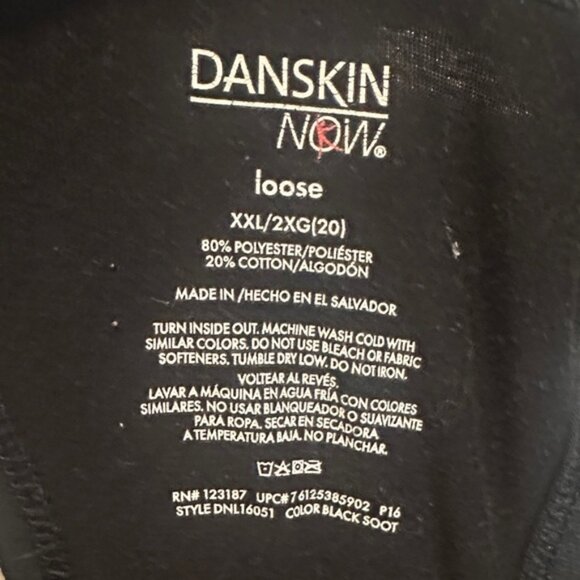 DANSKIN
NOW®
loose
XXL/2XG(20)
80% POLYESTER/POLIÉSTER
20% COTTON/ALGODÓN
MADE IN /HECHO EN EL SALVADOR
TURN INSIDE OUT. MACHINE WASH COLD WITH
SIMILAR COLORS. DO NOT USE BLEACH OR FABRIC
SOFTENERS. TUMBLE DRY LOW. DO NOT IRON.
VOLTEAR AL REVÉS.
LAVAR A MÁQUINA EN AGUA FRÍA CON COLORES
SIMILARES. NO USAR BLANQUEADOR O SUAVIZANTE
PARA ROPA. SECAR EN SECADORA
A TEMPERATURA BAJA. NO PLANCHAR.
RN# 123187 UPC# 76125385902 P16
STYLE DNL16051 COLOR BLACK SOOT